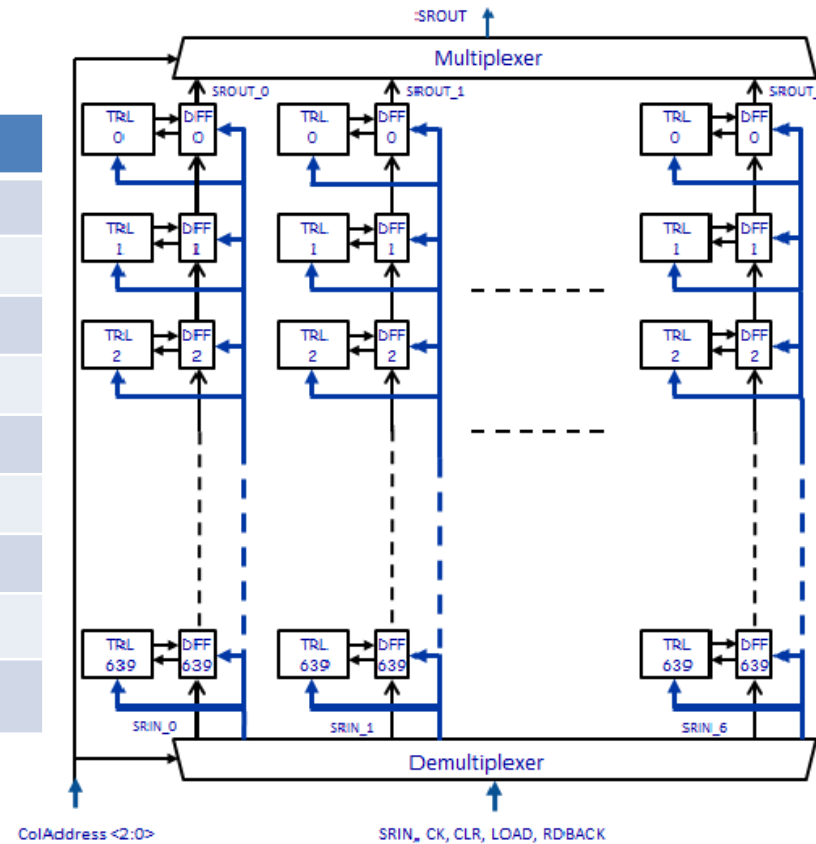 :SROUT
Multiplexer
SROUT_0 SROUT_1 SROUT_
TRL 0 DFF 0 TRL 0 DFF 0 TRL 0 DFF 0
TRL 1 DFF 1 TRL 1 DFF 1 TRL 1 DFF 1
TRL 2 DFF 2 TRL 2 DFF 2 TRL 2 DFF 2
TRL 639 DFF 639 TRL 639 DFF 639 TRL 639 DFF 639
SRIN_0 SRIN_1 SRIN_6
Demultiplexer
ColAddress <2:0> SRIN,, CK, CLR, LOAD, RDBACK